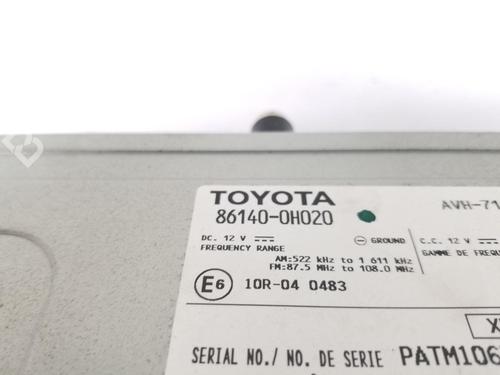 TOYOTA
86140-0H020
AVH-71
DC. 12 V
GROUND
C.C. 12 V
FREQUENCY RANGE
GAMME DE FREQU
AM:522 kHz to 1 611 kHz
FM:87.5 MHz to 108.0 MHz
E6 10R-04 0483
SERIAL NO./ NO. DE SERIE PATM106